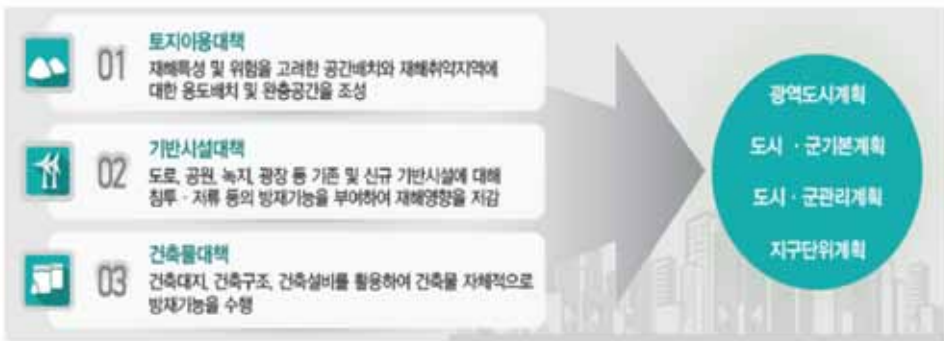 01
토지이용대책
재해특성 및 위험을 고려한 공간배치와 재해취약지역에
대한 용도배치 및 완충공간을 조성
02
기반시설대책
도로, 공원, 녹지, 광장 등 기존 및 신규 기반시설에 대해
침투 · 저류 등의 방재기능을 부여하여 재해영향을 저감
03
건축물대책
건축대지, 건축구조, 건축설비를 활용하여 건축물 자체적으로
방재기능을 수행
광역도시계획
도시 · 군기본계획
도시 · 군관리계획
지구단위계획